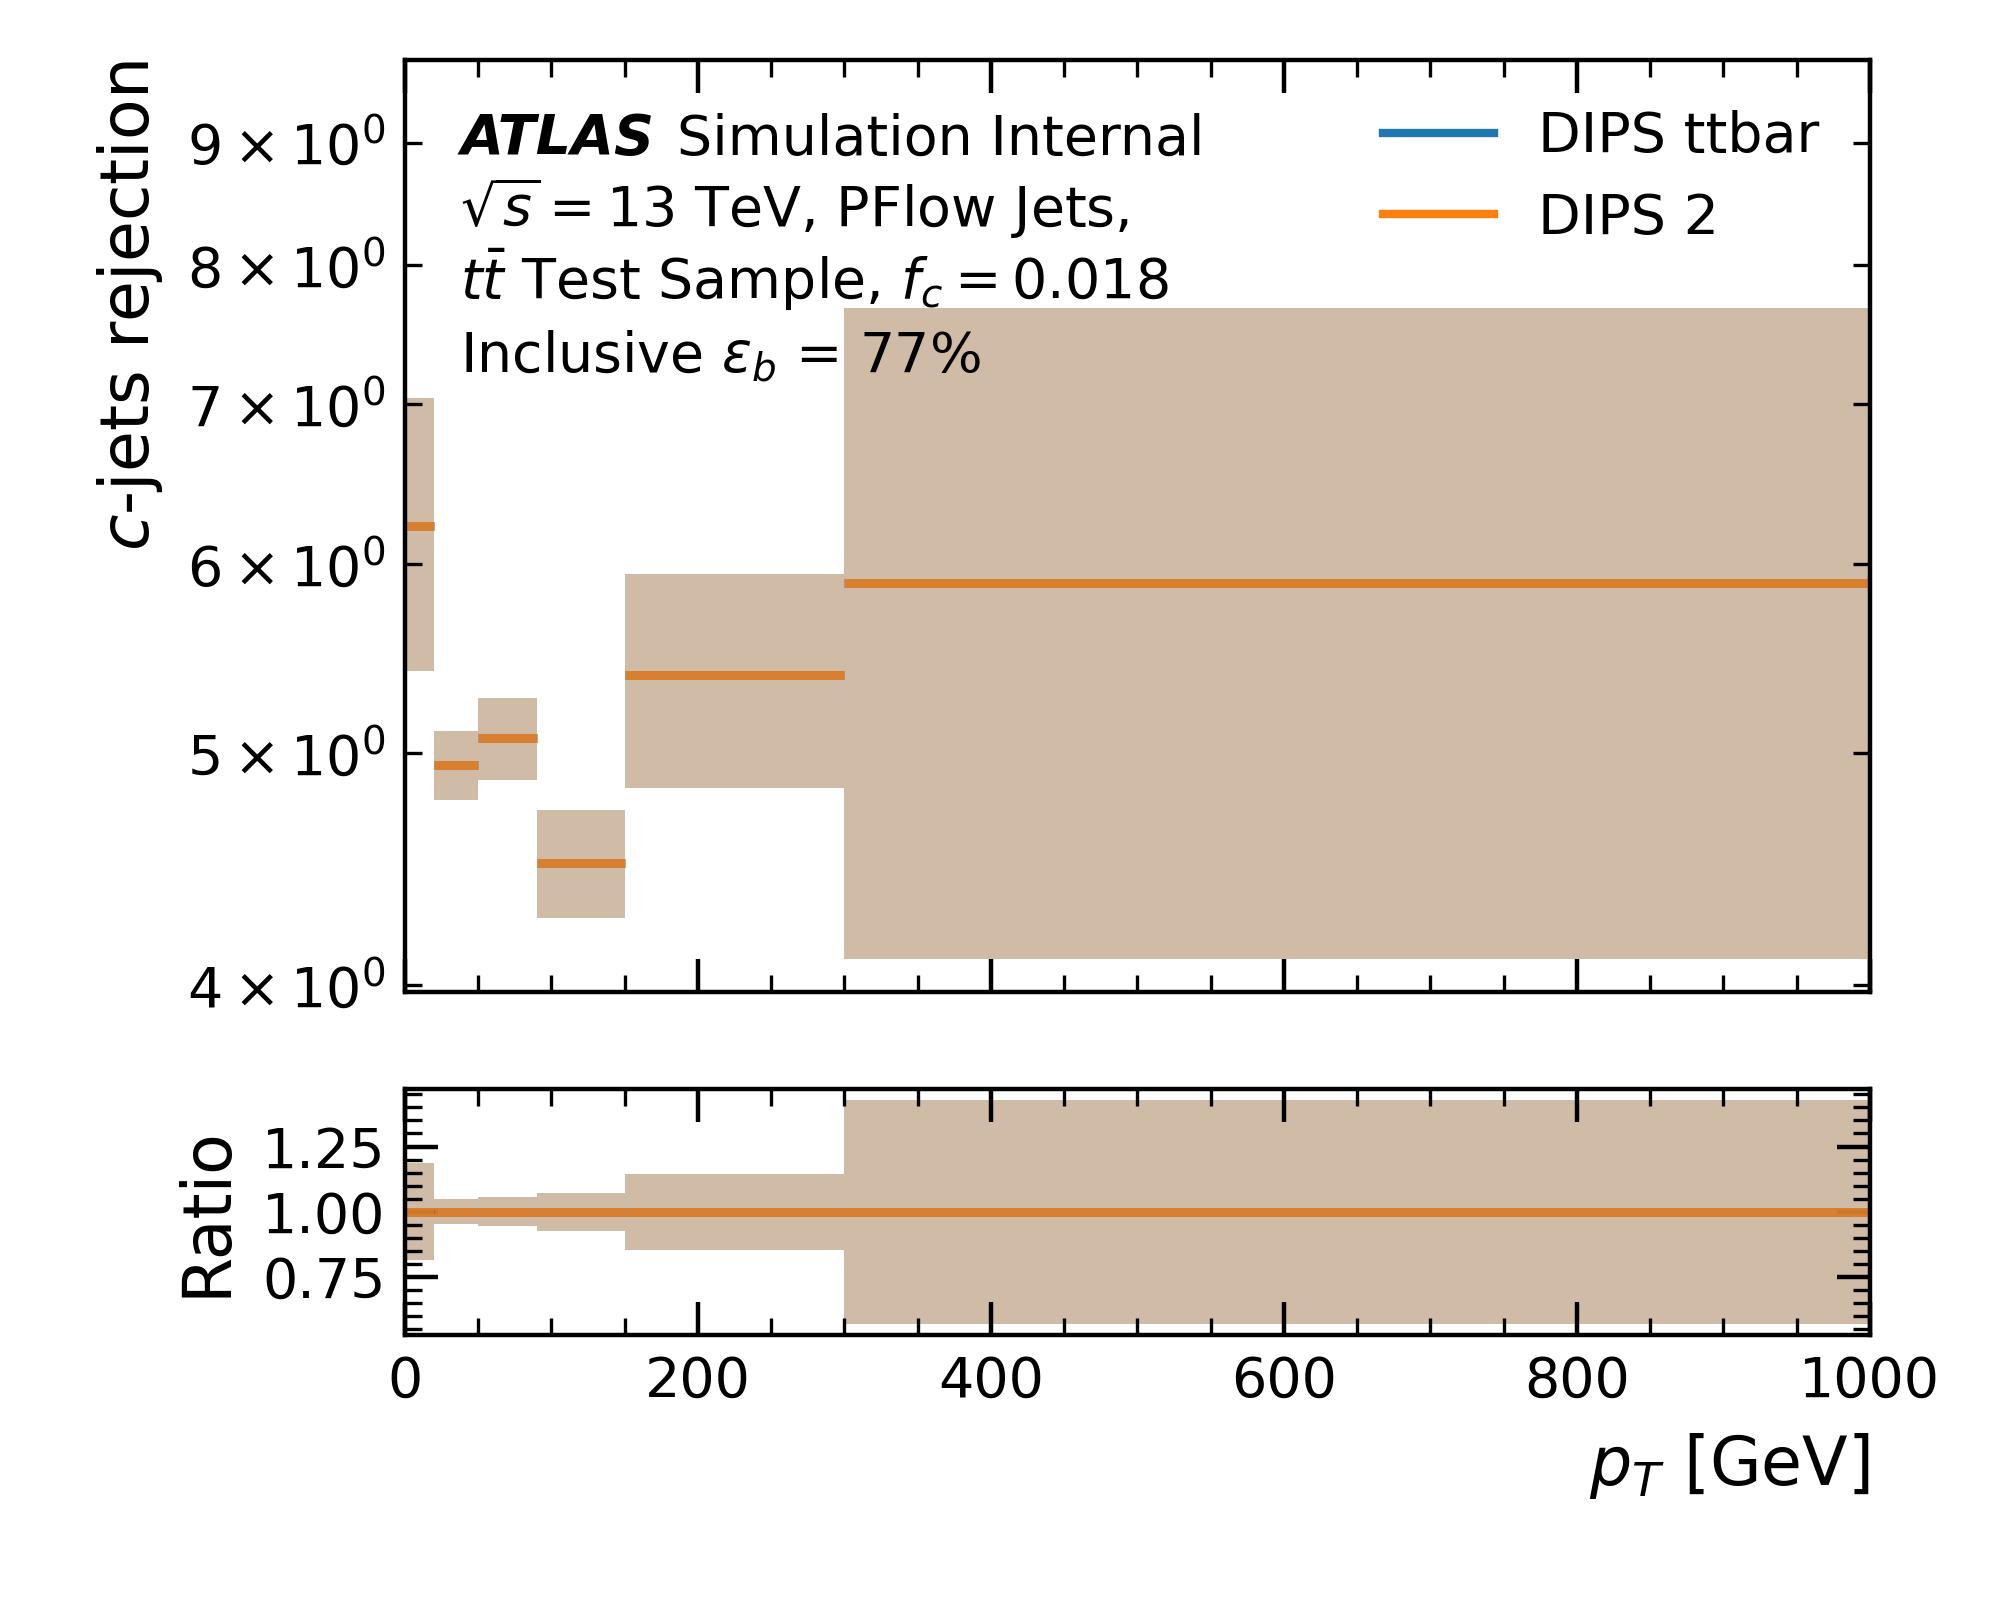 c-jets rejection
9 × 10⁰
8 × 10⁰
7 × 10⁰
6 × 10⁰
5 × 10⁰
4 × 10⁰
ATLAS Simulation Internal
√s = 13 TeV, PFlow Jets,
tt̄ Test Sample, f_c = 0.018
Inclusive ε_b = 77%
DIPS ttbar
DIPS 2
Ratio
1.25
1.00
0.75
0 200 400 600 800 1000
p_T [GeV]